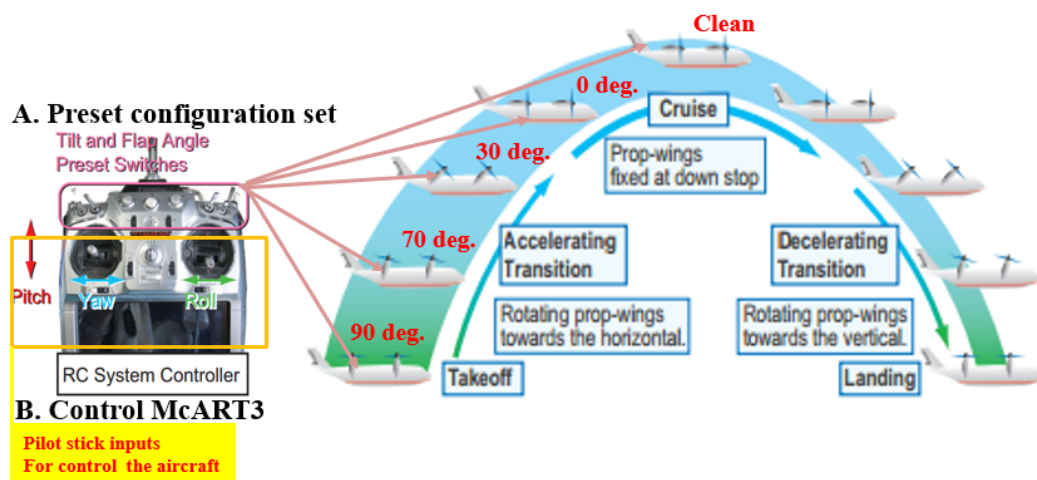 Clean
0 deg.
A. Preset configuration set
Tilt and Flap Angle
Preset Switches
Cruise
30 deg.
Prop-wings
fixed at down stop
70 deg.
Accelerating
Transition
Decelerating
Transition
Pitch
Yaw
Roll
Rotating prop-wings
towards the horizontal.
Rotating prop-wings
towards the vertical.
90 deg.
RC System Controller
Takeoff
Landing
B. Control McART3
Pilot stick inputs
For control the aircraft